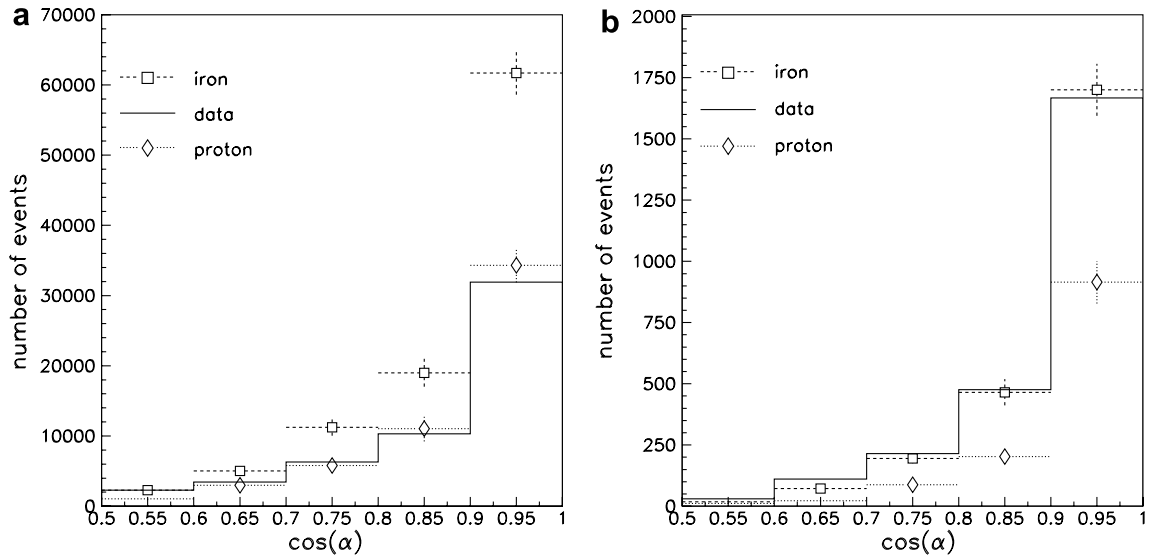 a
70000
60000
50000
40000
30000
20000
10000
0
number of events
iron
data
proton
0.5 0.55 0.6 0.65 0.7 0.75 0.8 0.85 0.9 0.95 1
cos(α)
b
2000
1750
1500
1250
1000
750
500
250
0
number of events
iron
data
proton
0.5 0.55 0.6 0.65 0.7 0.75 0.8 0.85 0.9 0.95 1
cos(α)